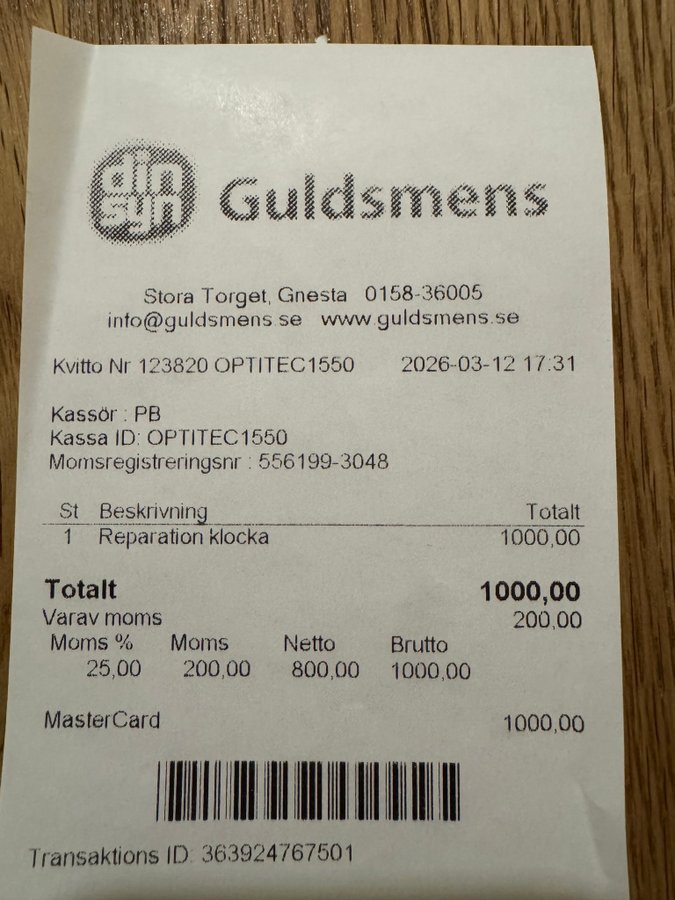 din
syn
Guldsmens
Stora Torget, Gnesta 0158-36005
info@guldsmens.se www.guldsmens.se
Kvitto Nr 123820 OPTITEC1550 2026-03-12 17:31
Kassör : PB
Kassa ID: OPTITEC1550
Momsregistreringsnr : 556199-3048
St Beskrivning Totalt
1 Reparation klocka 1000,00
Totalt 1000,00
Varav moms 200,00
Moms % Moms Netto Brutto
25,00 200,00 800,00 1000,00
MasterCard 1000,00
Transaktions ID: 363924767501